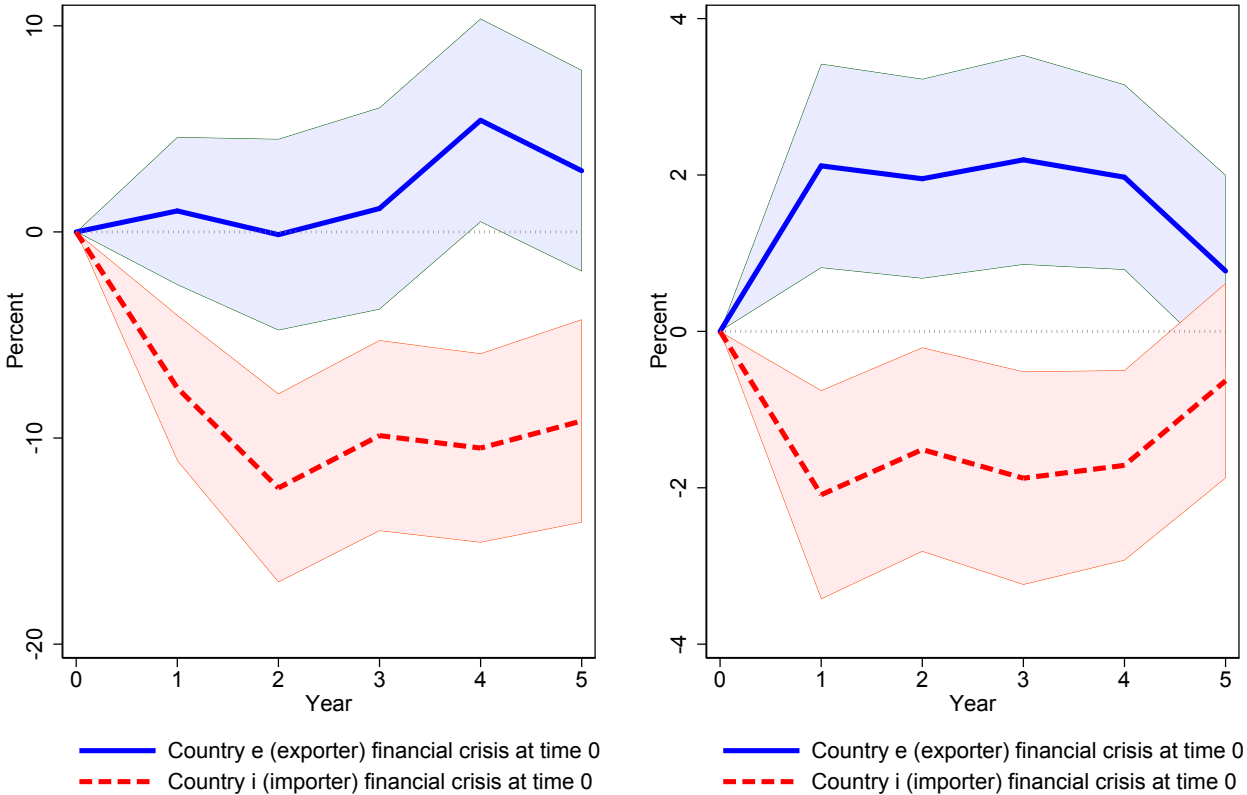 10
0
-10
-20
Percent
0 1 2 3 4 5
Year
Country e (exporter) financial crisis at time 0
Country i (importer) financial crisis at time 0
4
2
0
-2
-4
Percent
0 1 2 3 4 5
Year
Country e (exporter) financial crisis at time 0
Country i (importer) financial crisis at time 0